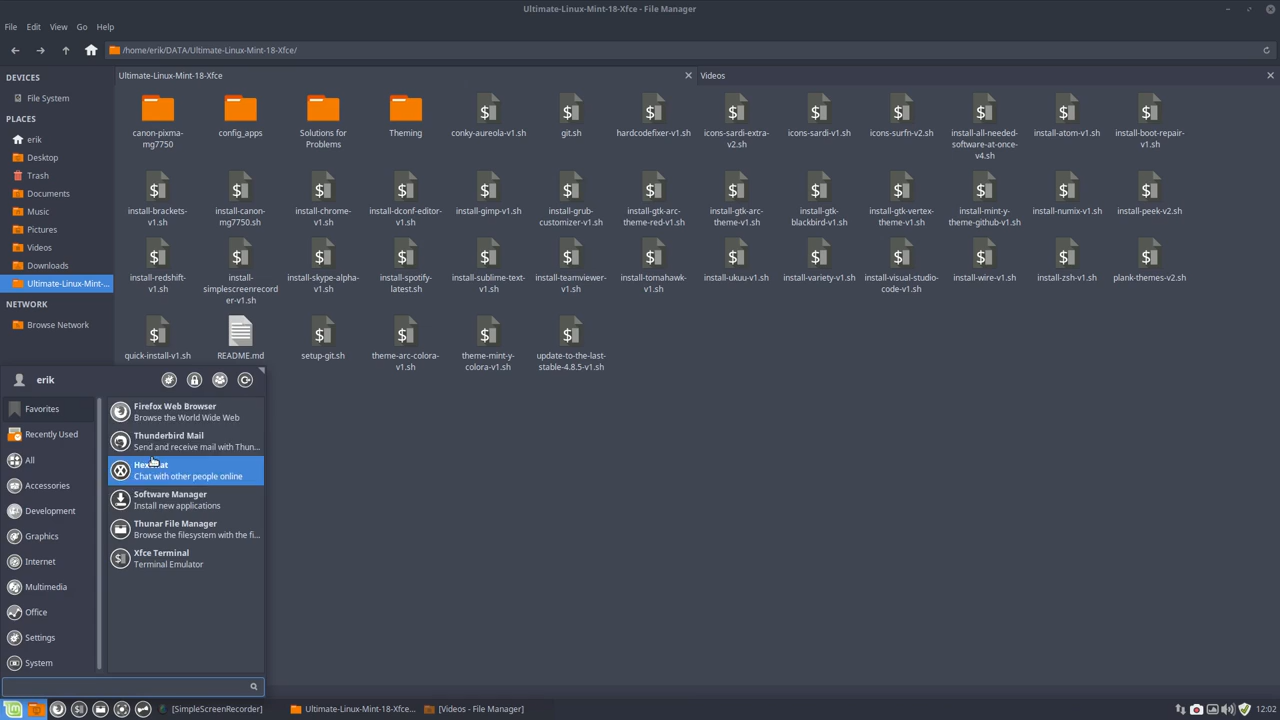 Ultimate-Linux-Mint-18-Xfce - File Manager
File Edit View Go Help
/home/erik/DATA/Ultimate-Linux-Mint-18-Xfce/
DEVICES
File System
PLACES
erik
Desktop
Trash
Documents
Music
Pictures
Videos
Downloads
Ultimate-Linux-Mint-...
NETWORK
Browse Network
Ultimate-Linux-Mint-18-Xfce
Videos
canon-pixma-
mg7750
config_apps
Solutions for
Problems
Theming
conky-aureola-v1.sh
git.sh
hardcodefixer-v1.sh
icons-sardi-extra-
v2.sh
icons-sardi-v1.sh
icons-surfn-v2.sh
install-all-needed-
software-at-once-
v4.sh
install-atom-v1.sh
install-boot-repair-
v1.sh
install-brackets-
v1.sh
install-canon-
mg7750.sh
install-chrome-
v1.sh
install-dconf-editor-
v1.sh
install-gimp-v1.sh
install-grub-
customizer-v1.sh
install-gtk-arc-
theme-red-v1.sh
install-gtk-arc-
theme-v1.sh
install-gtk-
blackbird-v1.sh
install-gtk-vertex-
theme-v1.sh
install-mint-y-
theme-github-v1.sh
install-numix-v1.sh
install-peek-v2.sh
install-redshift-
v1.sh
install-
simplescreenrecord
er-v1.sh
install-skype-alpha-
v1.sh
install-spotify-
latest.sh
install-sublime-text-
v1.sh
install-teamviewer-
v1.sh
install-tomahawk-
v1.sh
install-ukuu-v1.sh
install-variety-v1.sh
install-visual-studio-
code-v1.sh
install-wire-v1.sh
install-zsh-v1.sh
plank-themes-v2.sh
quick-install-v1.sh
README.md
setup-git.sh
theme-arc-colora-
v1.sh
theme-mint-y-
colora-v1.sh
update-to-the-last-
stable-4.8.5-v1.sh
erik
Favorites
Recently Used
All
Accessories
Development
Graphics
Internet
Multimedia
Office
Settings
System
Firefox Web Browser
Browse the World Wide Web
Thunderbird Mail
Send and receive mail with Thun...
Chat with other people online
Software Manager
Install new applications
Thunar File Manager
Browse the filesystem with the fi...
Xfce Terminal
Terminal Emulator
[SimpleScreenRecorder]
Ultimate-Linux-Mint-18-Xfce...
[Videos - File Manager]
12:02